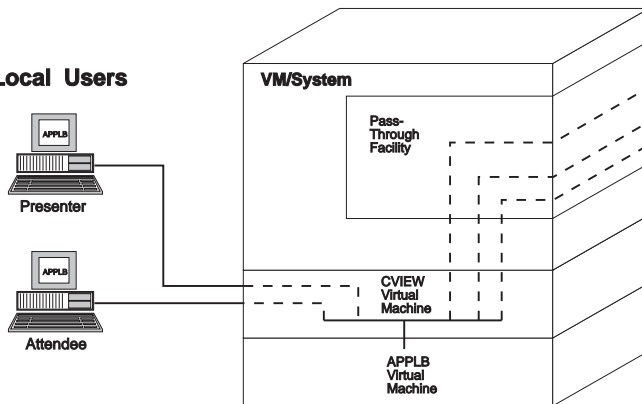 Local Users
VM/System
APPLB
Presenter
Pass-
Through
Facility
APPLB
Attendee
CVIEW
Virtual
Machine
APPLB
Virtual
Machine